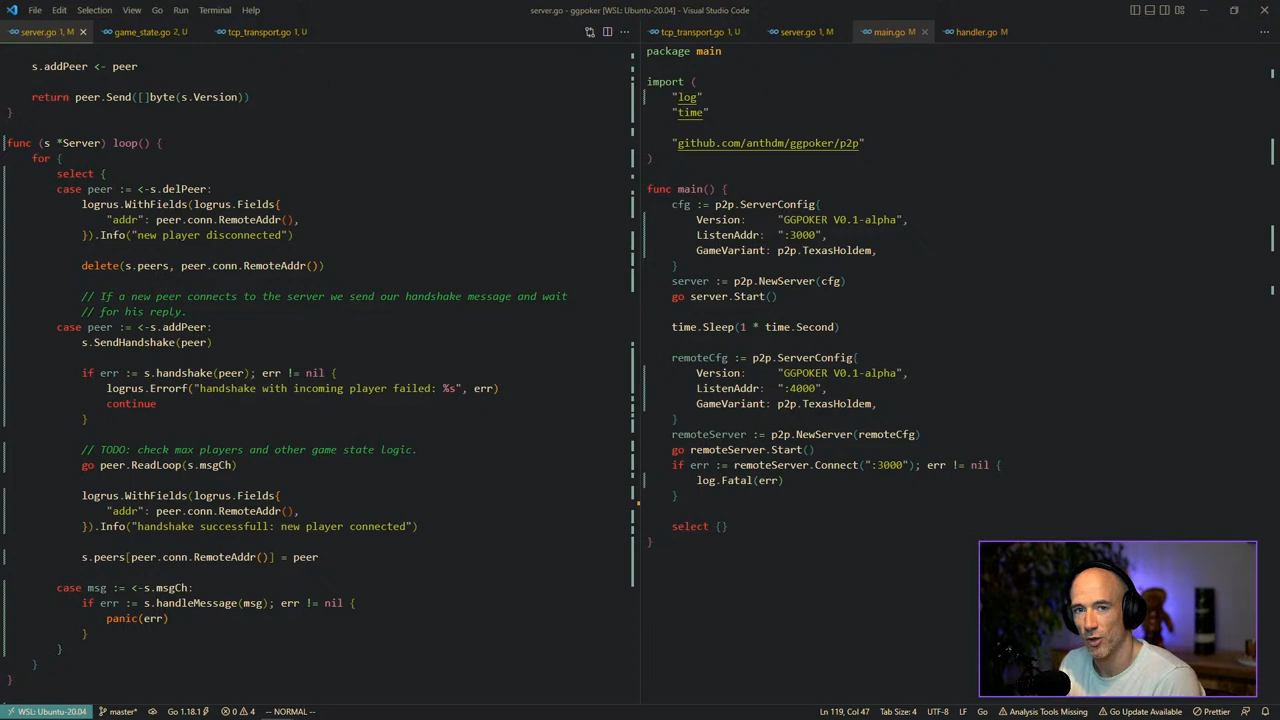 File Edit Selection View Go Run Terminal Help
server.go - ggpoker [WSL: Ubuntu-20.04] - Visual Studio Code
server.go 1, M
game_state.go 2, U
tcp_transport.go 1, U
s.addPeer <- peer
return peer.Send([]byte(s.Version))
}
func (s *Server) loop() {
for {
select {
case peer := <-s.delPeer:
logrus.WithFields(logrus.Fields{
"addr": peer.conn.RemoteAddr(),
}).Info("new player disconnected")
delete(s.peers, peer.conn.RemoteAddr())
// If a new peer connects to the server we send our handshake message and wait
// for his reply.
case peer := <-s.addPeer:
s.SendHandshake(peer)
if err := s.handshake(peer); err != nil {
logrus.Errorf("handshake with incoming player failed: %s", err)
continue
}
// TODO: check max players and other game state logic.
go peer.ReadLoop(s.msgCh)
logrus.WithFields(logrus.Fields{
"addr": peer.conn.RemoteAddr(),
}).Info("handshake successfull: new player connected")
s.peers[peer.conn.RemoteAddr()] = peer
case msg := <-s.msgCh:
if err := s.handleMessage(msg); err != nil {
panic(err)
}
}
}
}
tcp_transport.go 1, U
server.go 1, M
main.go M
handler.go M
package main
import (
"log"
"time"
"github.com/anthdm/ggpoker/p2p"
)
func main() {
cfg := p2p.ServerConfig{
Version: "GGPOKER V0.1-alpha",
ListenAddr: ":3000",
GameVariant: p2p.TexasHoldem,
}
server := p2p.NewServer(cfg)
go server.Start()
time.Sleep(1 * time.Second)
remoteCfg := p2p.ServerConfig{
Version: "GGPOKER V0.1-alpha",
ListenAddr: ":4000",
GameVariant: p2p.TexasHoldem,
}
remoteServer := p2p.NewServer(remoteCfg)
go remoteServer.Start()
if err := remoteServer.Connect(":3000"); err != nil {
log.Fatal(err)
}
select {}
}
WSL: Ubuntu-20.04 master* Go 1.18.1 0 4 -- NORMAL -- Ln 119, Col 47 Tab Size: 4 UTF-8 LF Go Analysis Tools Missing Go Update Available Prettier